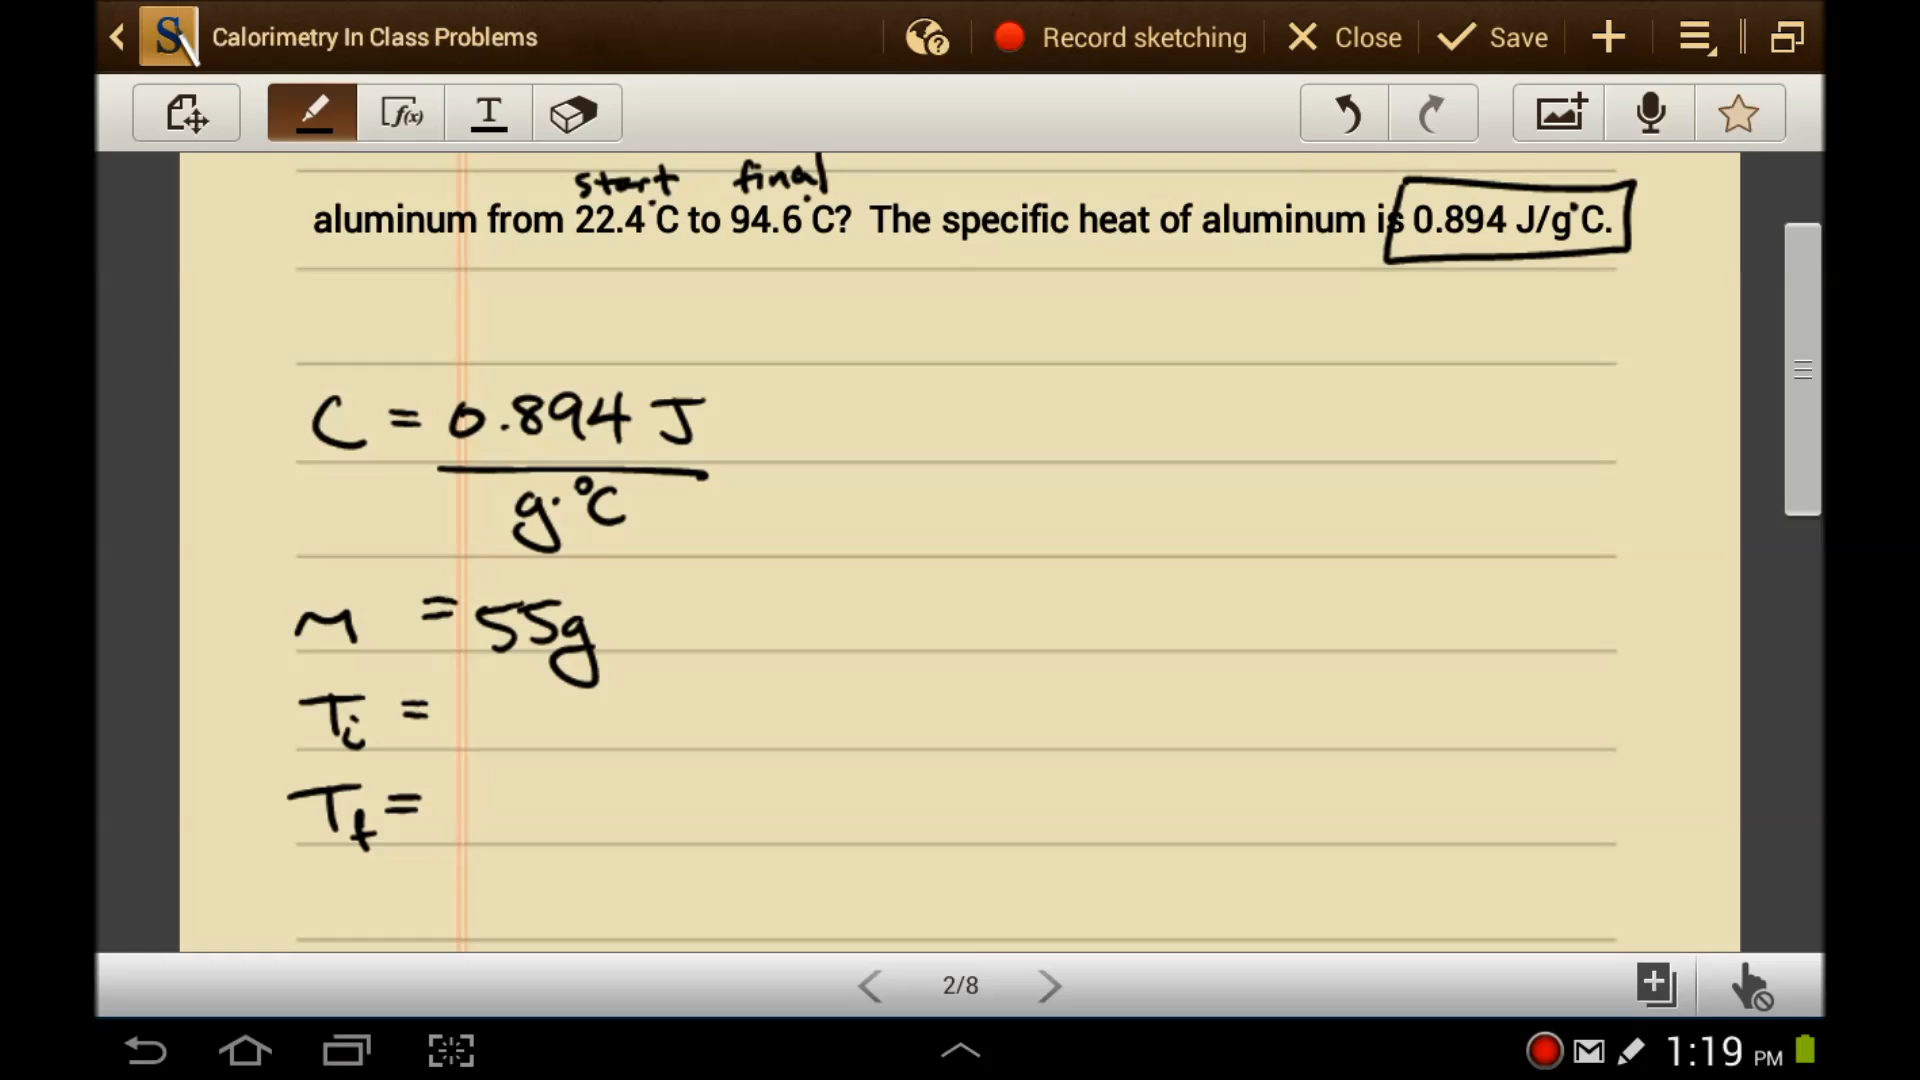 Calorimetry In Class Problems
Record sketching
Close
Save
f(x)
T
start final
aluminum from 22.4°C to 94.6°C? The specific heat of aluminum is 0.894 J/g°C.
C = 0.894 J
g·°C
m = 55g
Ti =
Tf =
2/8
1:19 PM